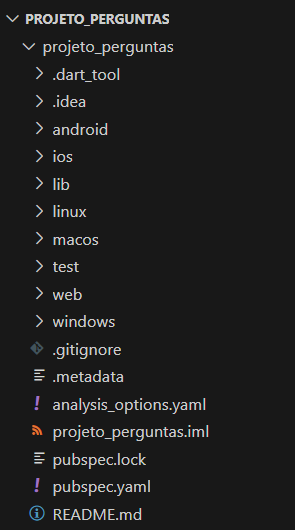 PROJETO_PERGUNTAS
projeto_perguntas
.dart_tool
.idea
android
ios
lib
linux
macos
test
web
windows
.gitignore
.metadata
analysis_options.yaml
projeto_perguntas.iml
pubspec.lock
pubspec.yaml
README.md